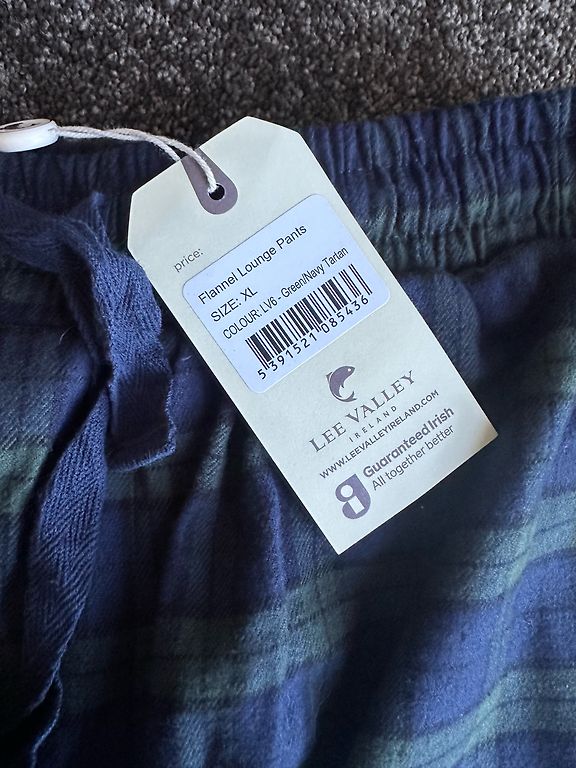 price:
Flannel Lounge Pants
SIZE: XL
COLOUR: LV6 - Green/Navy Tartan
5 391521 085436
LEE VALLEY
IRELAND
WWW.LEEVALLEYIRELAND.COM
Guaranteed Irish
All together better